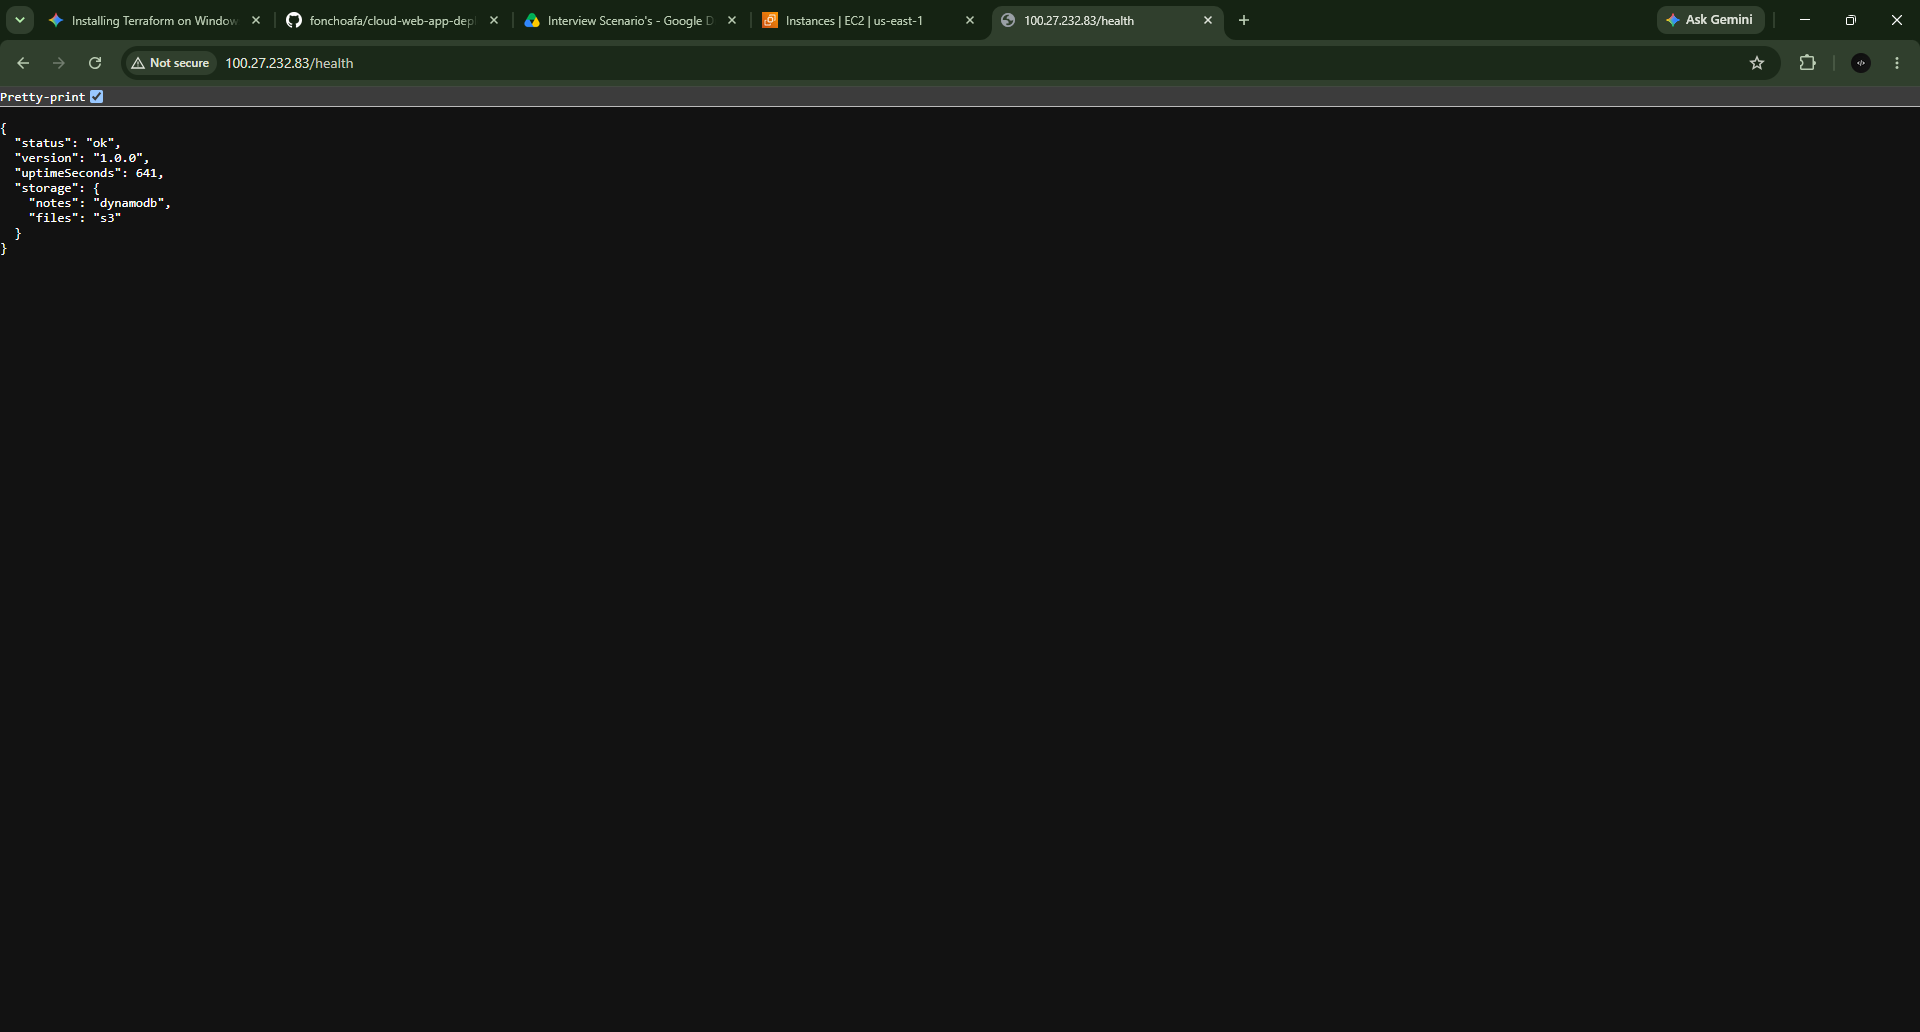 Installing Terraform on Window
fonchoafa/cloud-web-app-dep
Interview Scenario's - Google D
Instances | EC2 | us-east-1
100.27.232.83/health
Ask Gemini
Not secure
100.27.232.83/health
Pretty-print
{
  "status": "ok",
  "version": "1.0.0",
  "uptimeSeconds": 641,
  "storage": {
    "notes": "dynamodb",
    "files": "s3"
  }
}